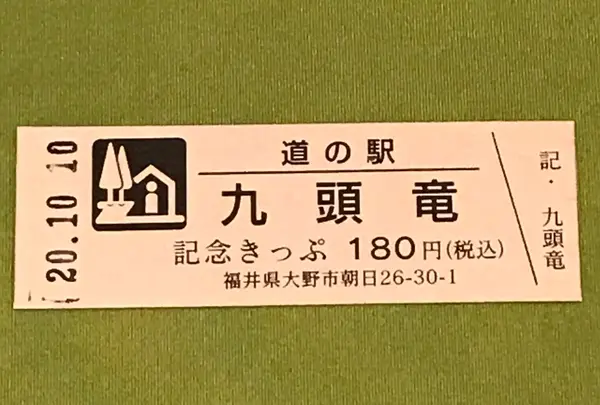 20.10.10
道の駅
九頭竜
記念きっぷ 180円(税込)
福井県大野市朝日26-30-1
記・九頭竜